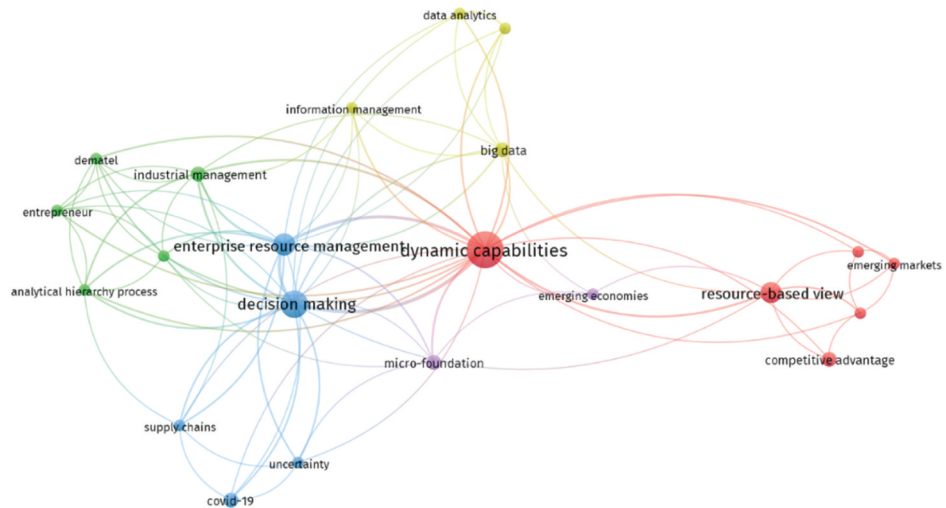 data analytics
information management
big data
dematel
industrial management
entrepreneur
enterprise resource management
dynamic capabilities
emerging markets
analytical hierarchy process
decision making
emerging economies
resource-based view
micro-foundation
competitive advantage
supply chains
uncertainty
covid-19